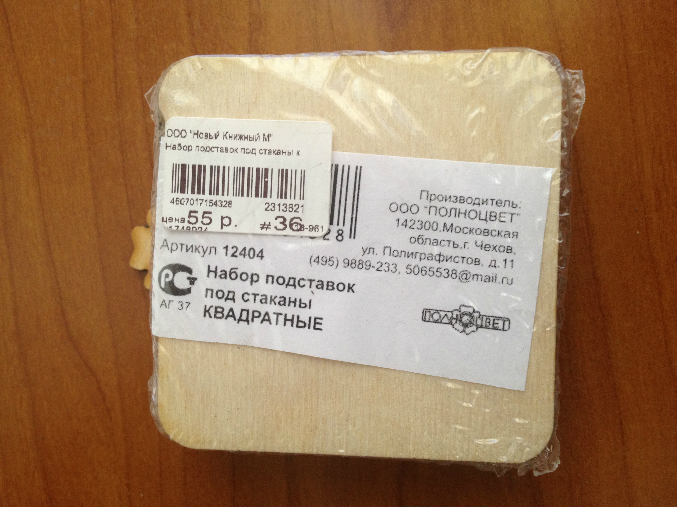 ООО "Новый Книжный М"
Набор подставок под стаканы к
4607017154328
2313821
цена 55 р. #36
328
Артикул 12404
Набор подставок
под стаканы
КВАДРАТНЫЕ
АГ 37
Производитель:
ООО "ПОЛНОЦВЕТ"
142300.Московская
область,г. Чехов,
ул. Полиграфистов, д.11
(495) 9889-233, 5065538@mail.ru
ПОЛНОЦВЕТ